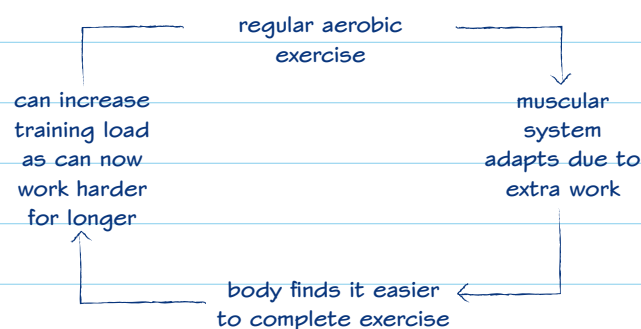 regular aerobic
exercise
muscular
system
adapts due to
extra work
body finds it easier
to complete exercise
can increase
training load
as can now
work harder
for longer